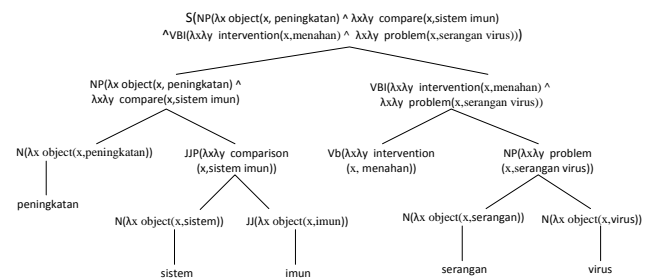 S(NP(λx object(x, peningkatan) ^ λxλy compare(x,sistem imun)
^VBI(λxλy intervention(x,menahan) ^ λxλy problem(x,serangan virus)))
NP(λx object(x, peningkatan) ^
λxλy compare(x,sistem imun)
VBI(λxλy intervention(x,menahan) ^
λxλy problem(x,serangan virus))
N(λx object(x,peningkatan))
JJP(λxλy comparison
(x,sistem imun))
Vb(λxλy intervention
(x, menahan))
NP(λxλy problem
(x,serangan virus))
peningkatan
N(λx object(x,sistem))
JJ(λx object(x,imun))
N(λx object(x,serangan))
N(λx object(x,virus))
sistem
imun
serangan
virus